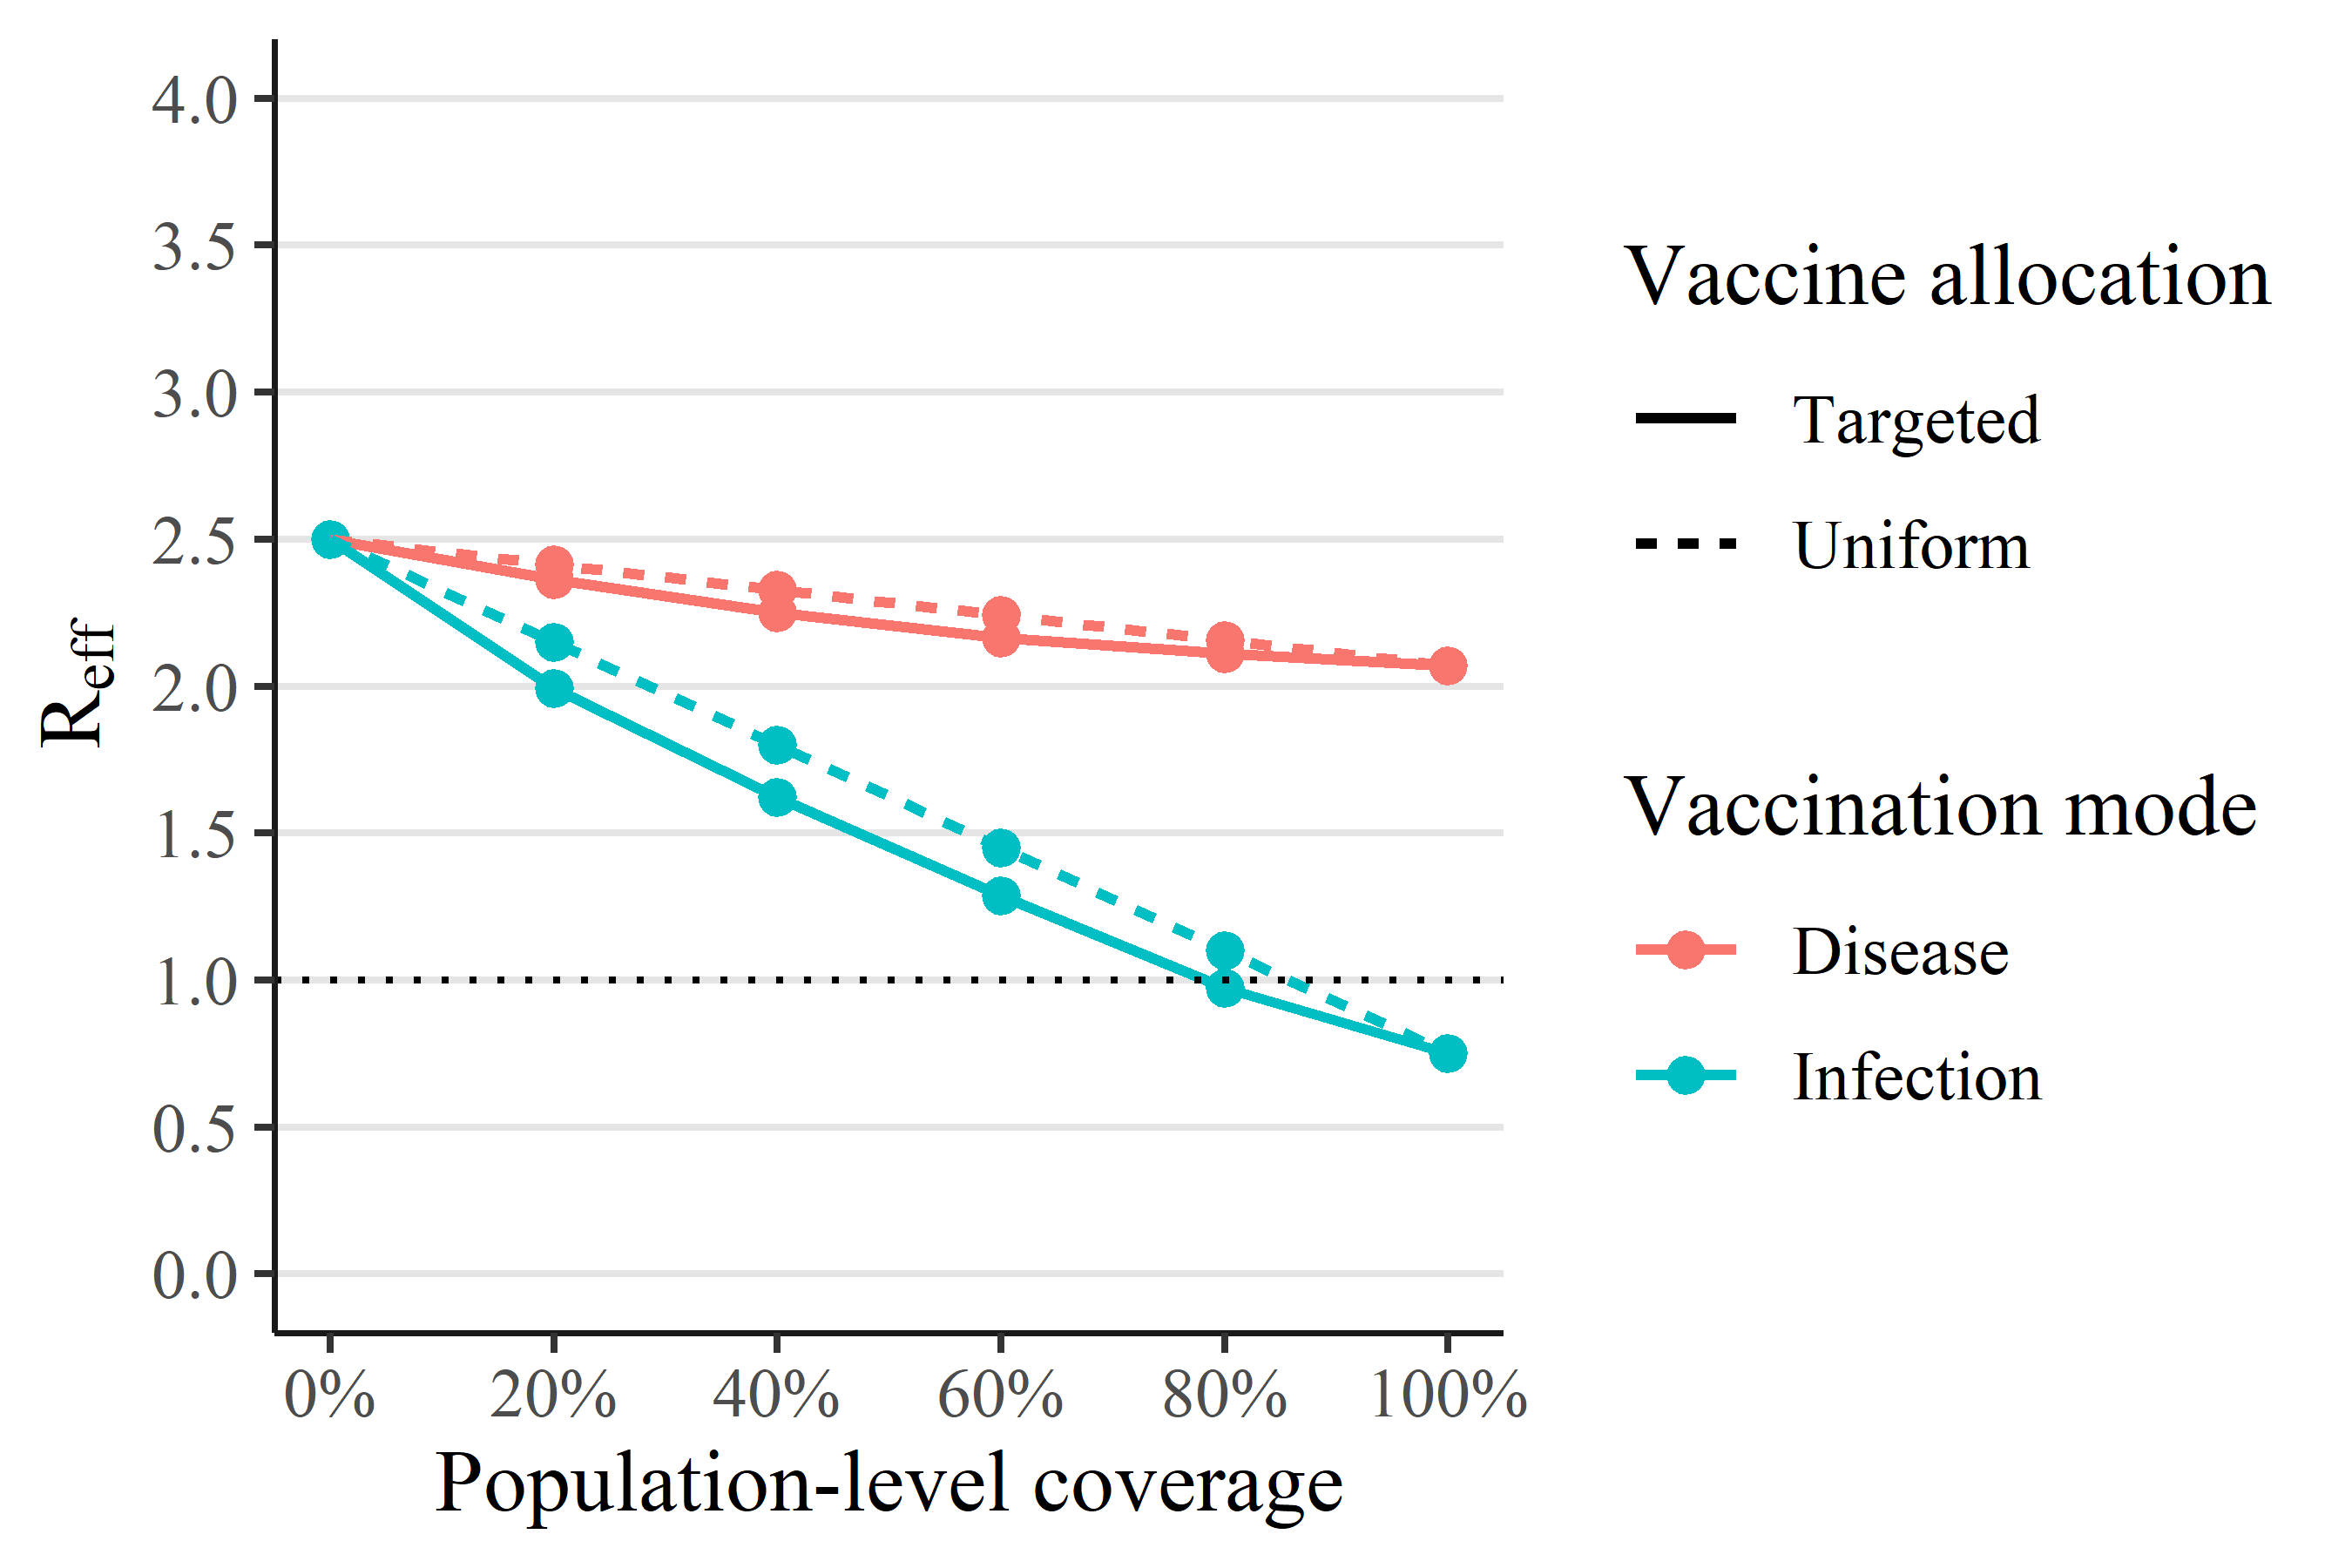 4.0
3.5
3.0
2.5
2.0
1.5
1.0
0.5
0.0
Reff
0% 20% 40% 60% 80% 100%
Population-level coverage
Vaccine allocation
Targeted
Uniform
Vaccination mode
Disease
Infection